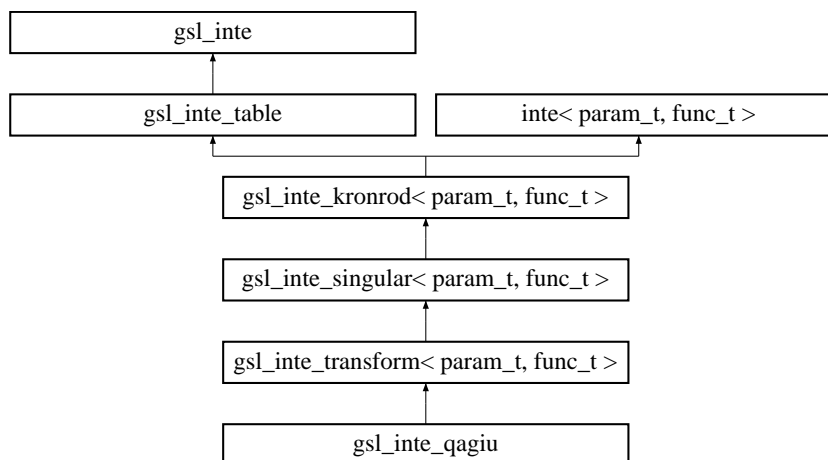 gsl_inte
gsl_inte_table
inte< param_t, func_t >
gsl_inte_kronrod< param_t, func_t >
gsl_inte_singular< param_t, func_t >
gsl_inte_transform< param_t, func_t >
gsl_inte_qagiu